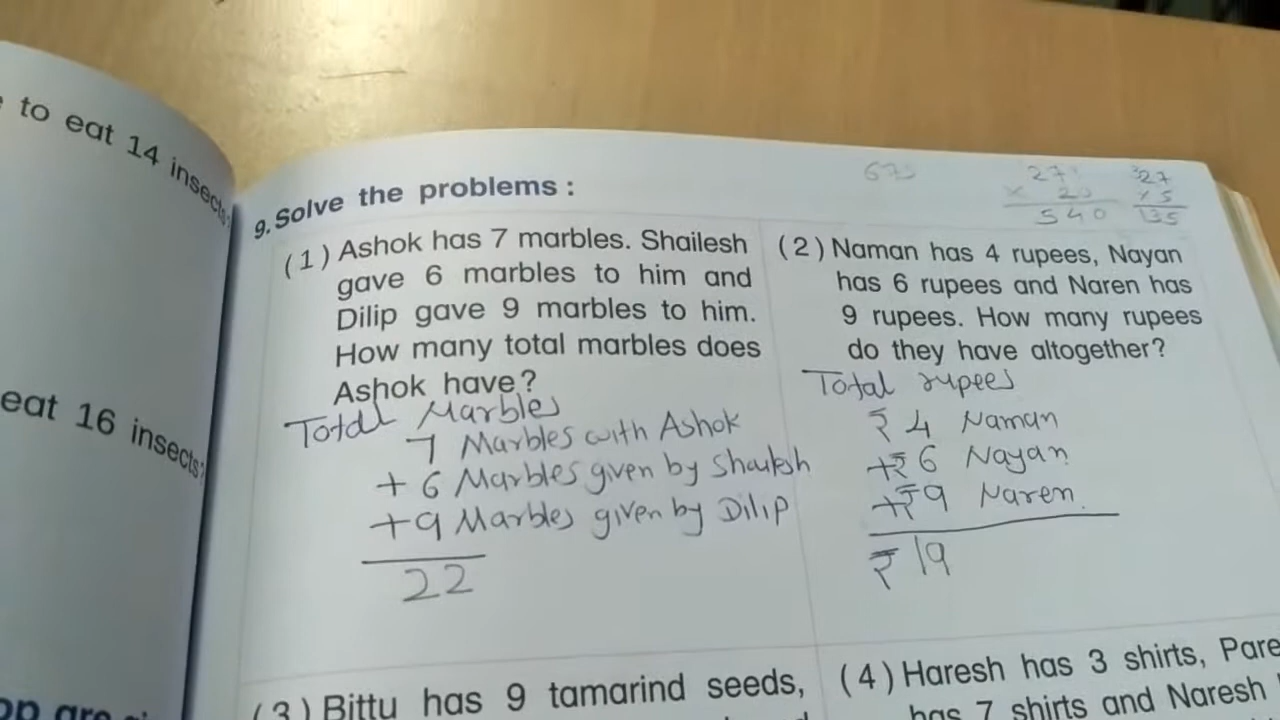 to eat 14 insects?
eat 16 insects?
9. Solve the problems :
675
27
× 20
540
27
× 5
135
(1) Ashok has 7 marbles. Shailesh
gave 6 marbles to him and
Dilip gave 9 marbles to him.
How many total marbles does
Ashok have?
Total Marbles
7 Marbles with Ashok
+ 6 Marbles given by Shailesh
+ 9 Marbles given by Dilip
22
(2) Naman has 4 rupees, Nayan
has 6 rupees and Naren has
9 rupees. How many rupees
do they have altogether?
Total rupees
₹ 4 Naman
+₹ 6 Nayan
+₹ 9 Naren
₹ 19
(3) Bittu has 9 tamarind seeds,
(4) Haresh has 3 shirts, Pare
has 7 shirts and Naresh